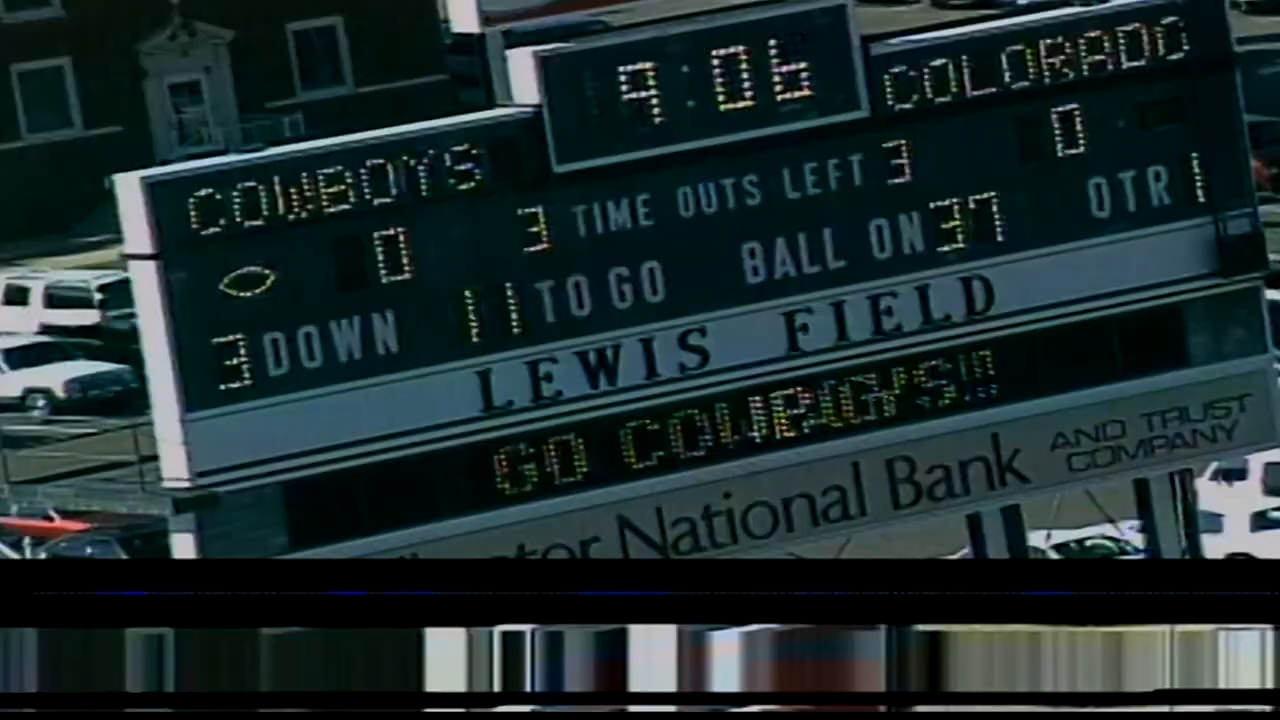 9:06
COWBOYS COLORADO
0 3 TIME OUTS LEFT 3 0
3 DOWN 11 TO GO BALL ON 37 QTR 1
LEWIS FIELD
GO COWBOYS!!!
National Bank AND TRUST COMPANY